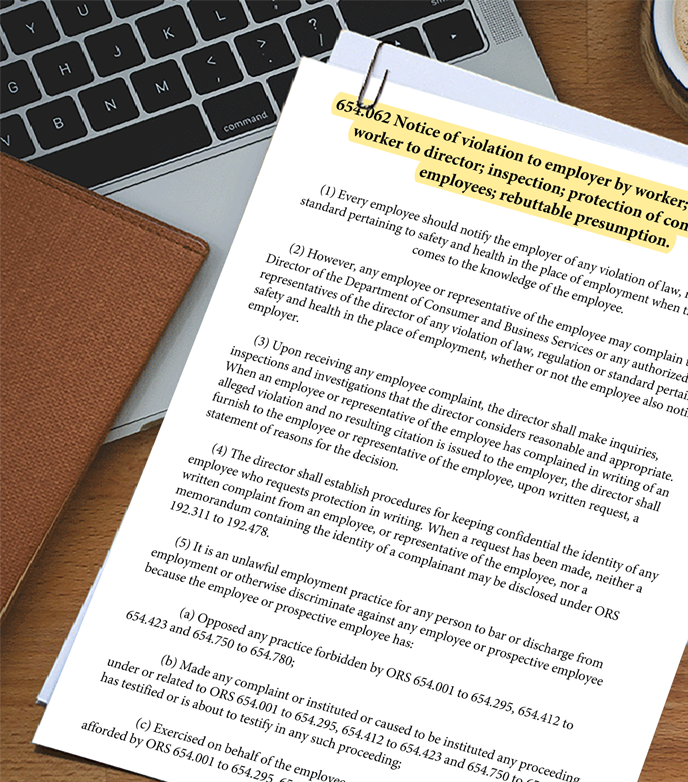 Y U I O P
G H J K L : ; " '
V B N M < , > . ? /
command
654.062 Notice of violation to employer by worker;
worker to director; inspection; protection of con
employees; rebuttable presumption.
(1) Every employee should notify the employer of any violation of law,
standard pertaining to safety and health in the place of employment when
comes to the knowledge of the employee.
(2) However, any employee or representative of the employee may complain
Director of the Department of Consumer and Business Services or any authorized
representatives of the director of any violation of law, regulation or standard pertai
safety and health in the place of employment, whether or not the employee also noti
employer.
(3) Upon receiving any employee complaint, the director shall make inquiries,
inspections and investigations that the director considers reasonable and appropriate.
When an employee or representative of the employee has complained in writing of an
alleged violation and no resulting citation is issued to the employer, the director shall
furnish to the employee or representative of the employee, upon written request, a
statement of reasons for the decision.
(4) The director shall establish procedures for keeping confidential the identity of any
employee who requests protection in writing. When a request has been made, neither a
written complaint from an employee, or representative of the employee, nor a
memorandum containing the identity of a complainant may be disclosed under ORS
192.311 to 192.478.
(5) It is an unlawful employment practice for any person to bar or discharge from
employment or otherwise discriminate against any employee or prospective employee
because the employee or prospective employee has:
(a) Opposed any practice forbidden by ORS 654.001 to 654.295, 654.412 to
654.423 and 654.750 to 654.780;
(b) Made any complaint or instituted or caused to be instituted any proceeding
under or related to ORS 654.001 to 654.295, 654.412 to 654.423 and 654.750 to
has testified or is about to testify in any such proceeding;
(c) Exercised on behalf of the employee
afforded by ORS 654.001 to 654.295,